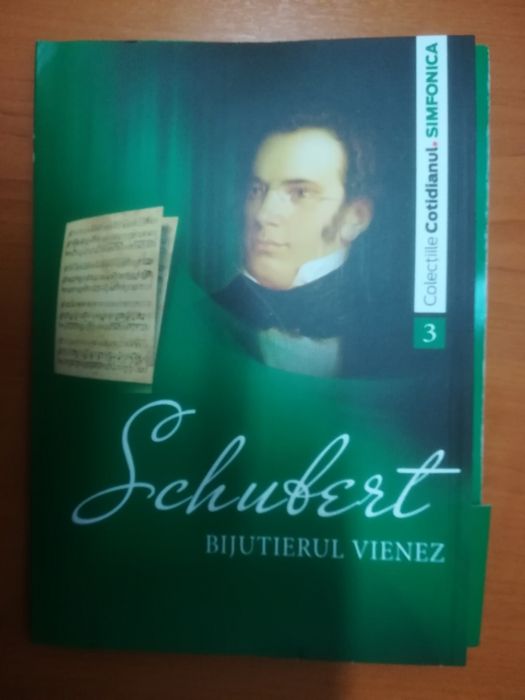 Colecțiile Cotidianul. SIMFONICA
3
Schubert
BIJUTIERUL VIENEZ